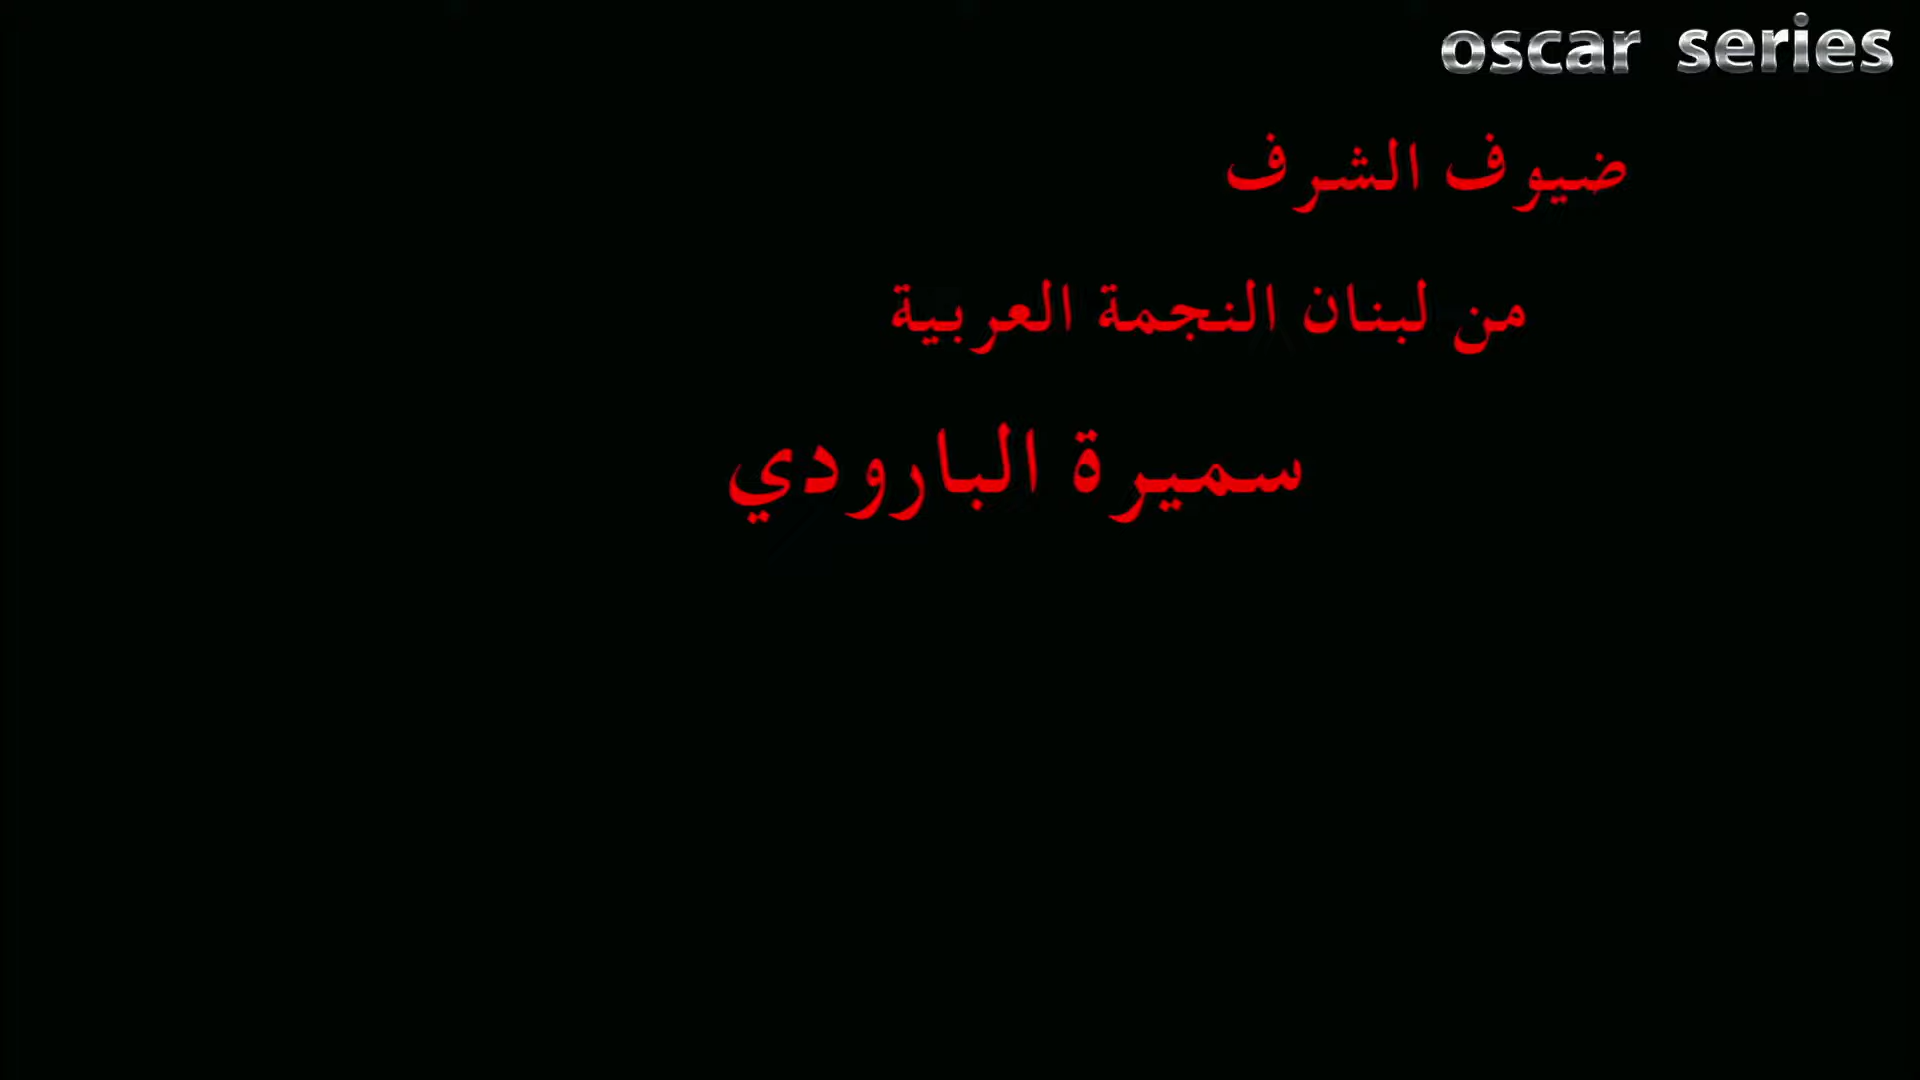 oscar series
ضيوف الشرف
من لبنان النجمة العربية
سميرة البارودي